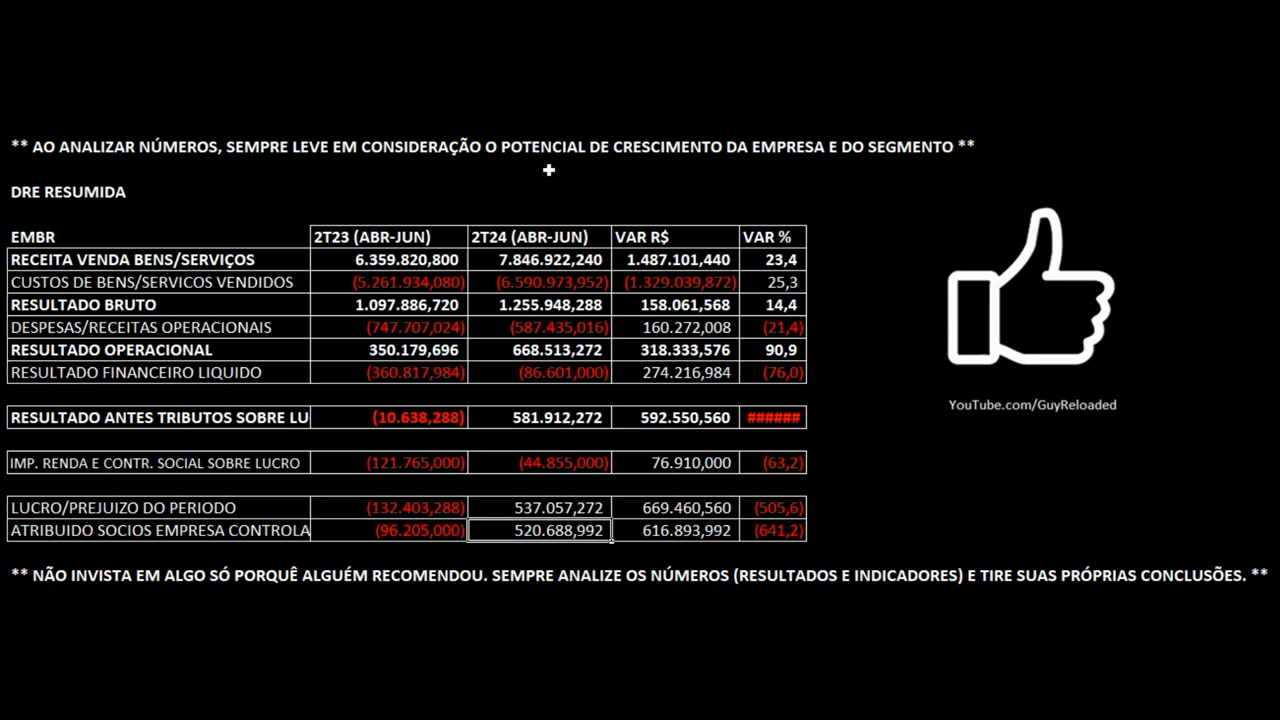 ** AO ANALIZAR NÚMEROS, SEMPRE LEVE EM CONSIDERAÇÃO O POTENCIAL DE CRESCIMENTO DA EMPRESA E DO SEGMENTO **
DRE RESUMIDA
EMBR 2T23 (ABR-JUN) 2T24 (ABR-JUN) VAR R$ VAR %
RECEITA VENDA BENS/SERVIÇOS 6.359.820,800 7.846.922,240 1.487.101,440 23,4
CUSTOS DE BENS/SERVICOS VENDIDOS (5.261.934,080) (6.590.973,952) (1.329.039,872) 25,3
RESULTADO BRUTO 1.097.886,720 1.255.948,288 158.061,568 14,4
DESPESAS/RECEITAS OPERACIONAIS (747.707,024) (587.435,016) 160.272,008 (21,4)
RESULTADO OPERACIONAL 350.179,696 668.513,272 318.333,576 90,9
RESULTADO FINANCEIRO LIQUIDO (360.817,984) (86.601,000) 274.216,984 (76,0)
RESULTADO ANTES TRIBUTOS SOBRE LU (10.638,288) 581.912,272 592.550,560 ######
IMP. RENDA E CONTR. SOCIAL SOBRE LUCRO (121.765,000) (44.855,000) 76.910,000 (63,2)
LUCRO/PREJUIZO DO PERIODO (132.403,288) 537.057,272 669.460,560 (505,6)
ATRIBUIDO SOCIOS EMPRESA CONTROLA (96.205,000) 520.688,992 616.893,992 (641,2)
** NÃO INVISTA EM ALGO SÓ PORQUÊ ALGUÉM RECOMENDOU. SEMPRE ANALIZE OS NÚMEROS (RESULTADOS E INDICADORES) E TIRE SUAS PRÓPRIAS CONCLUSÕES. **
YouTube.com/GuyReloaded